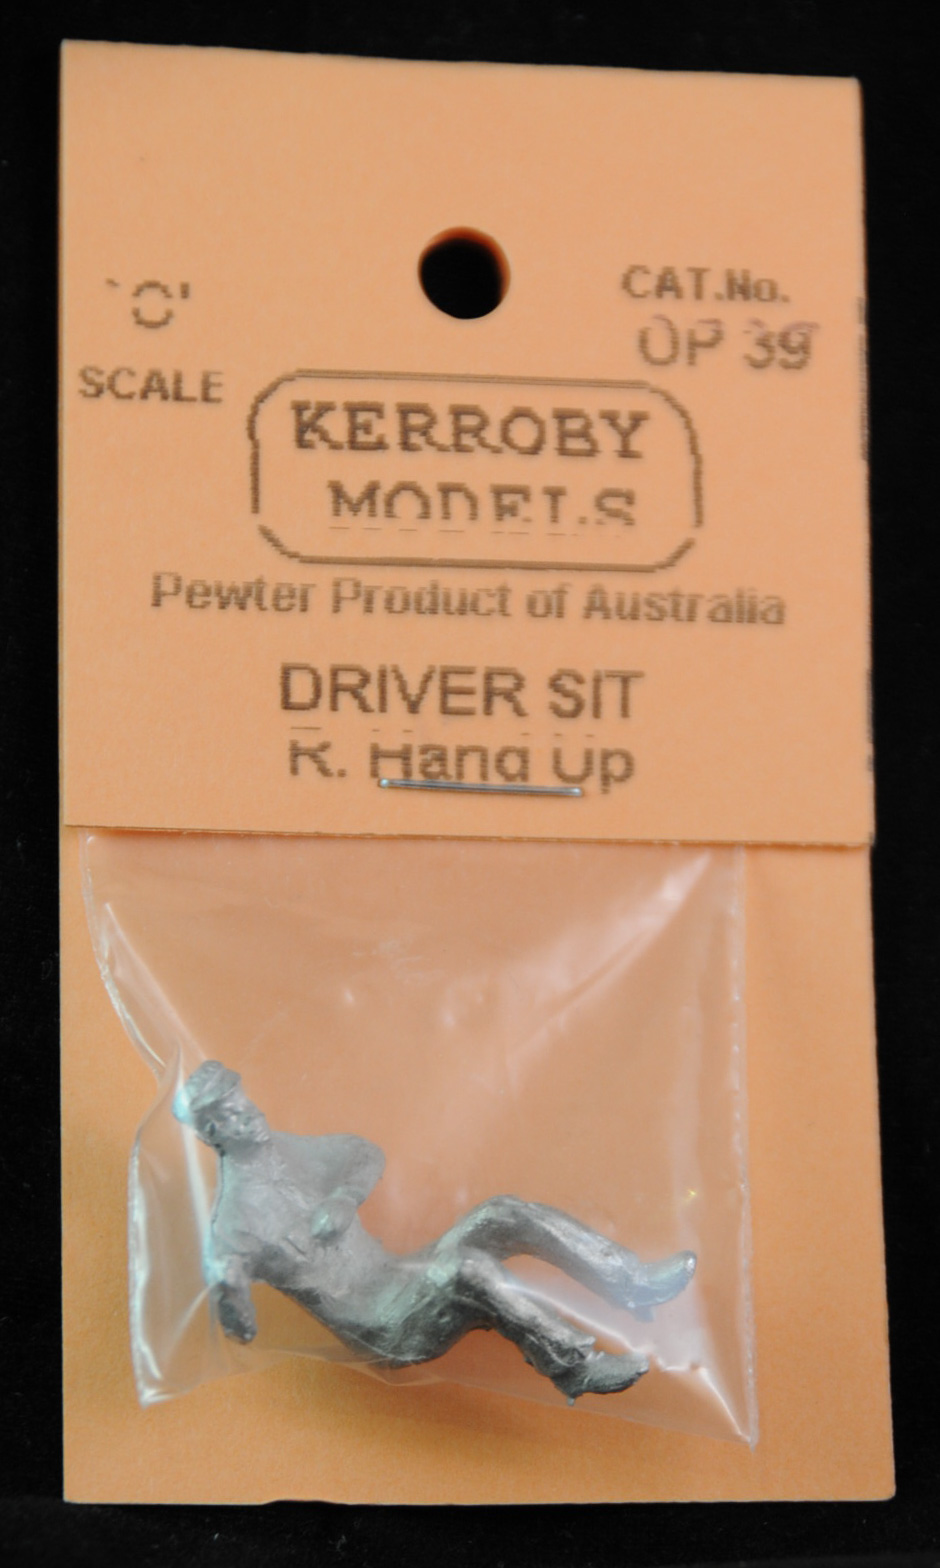 'O'
SCALE
CAT.No.
OP 39
KERROBY
MODELS
Pewter Product of Australia
DRIVER SIT
R. Hand Up